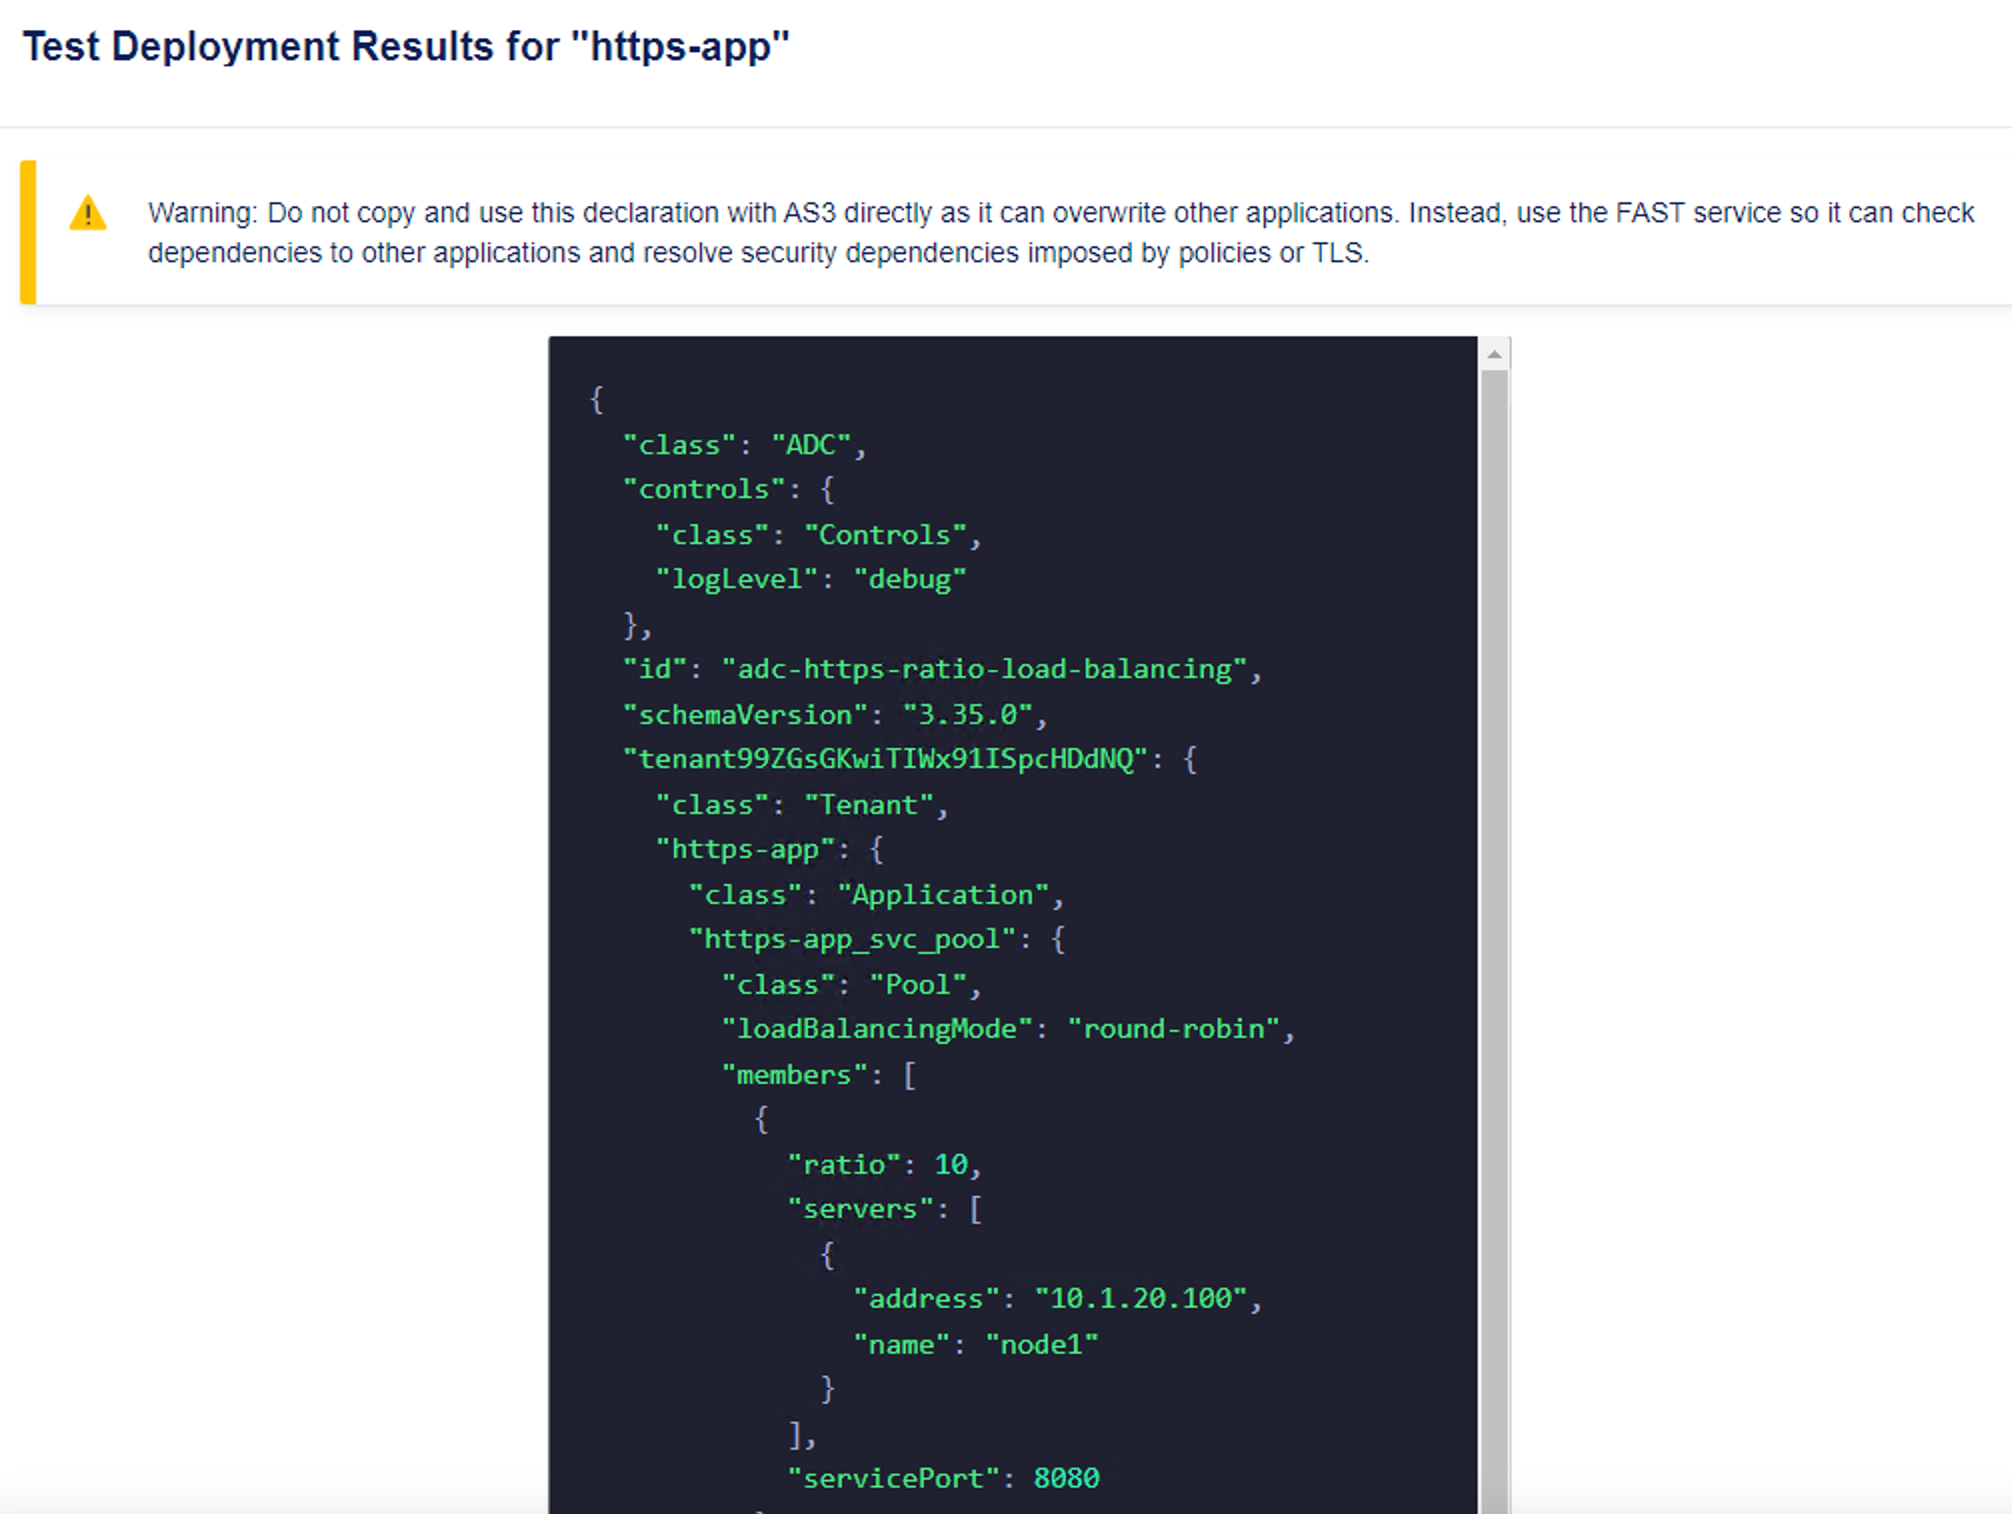 Test Deployment Results for "https-app"
Warning: Do not copy and use this declaration with AS3 directly as it can overwrite other applications. Instead, use the FAST service so it can check
dependencies to other applications and resolve security dependencies imposed by policies or TLS.
{
  "class": "ADC",
  "controls": {
    "class": "Controls",
    "logLevel": "debug"
  },
  "id": "adc-https-ratio-load-balancing",
  "schemaVersion": "3.35.0",
  "tenant99ZGsGKwiTIWx91ISpcHDdNQ": {
    "class": "Tenant",
    "https-app": {
      "class": "Application",
      "https-app_svc_pool": {
        "class": "Pool",
        "loadBalancingMode": "round-robin",
        "members": [
          {
            "ratio": 10,
            "servers": [
              {
                "address": "10.1.20.100",
                "name": "node1"
              }
            ],
            "servicePort": 8080